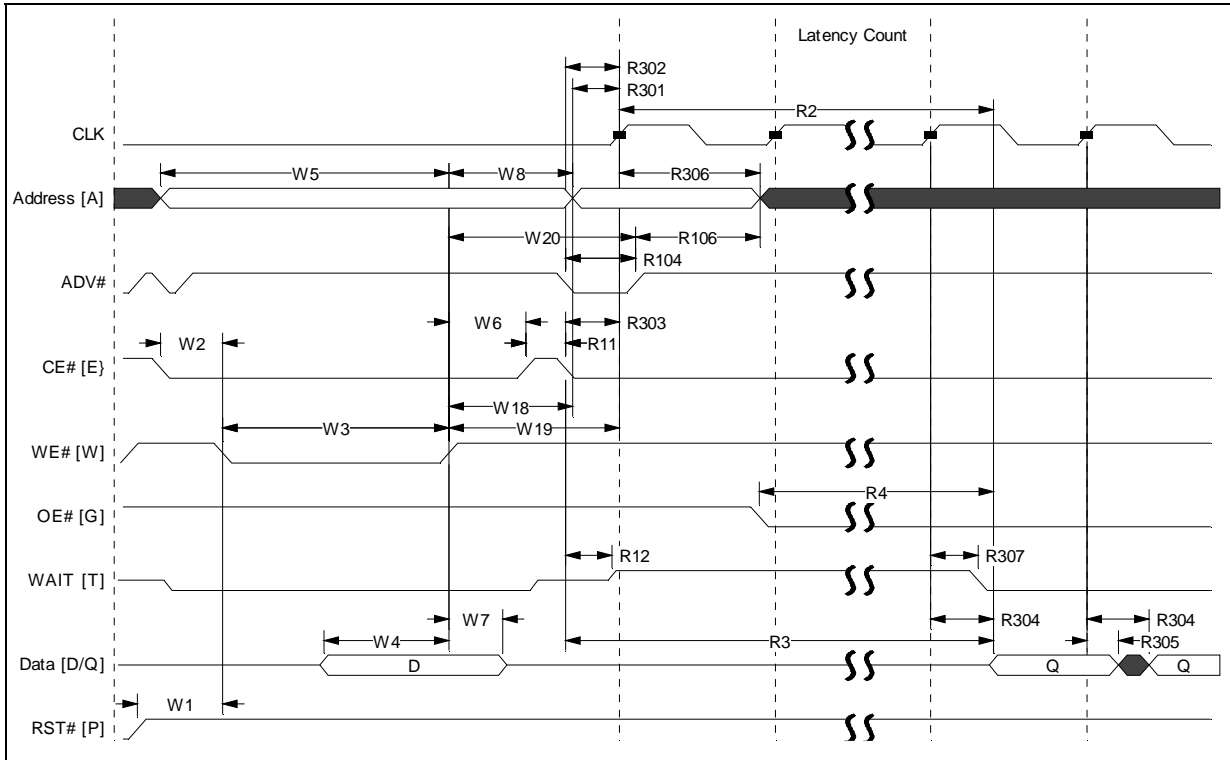 Latency Count
R302
R301
R2
CLK
W5
W8
R306
Address [A]
W20
R106
R104
ADV#
W6
R303
W2
R11
CE# [E}
W18
W3
W19
WE# [W]
R4
OE# [G]
R12
R307
WAIT [T]
W7
R304
R304
W4
R3
R305
Data [D/Q]
D
Q
Q
W1
RST# [P]